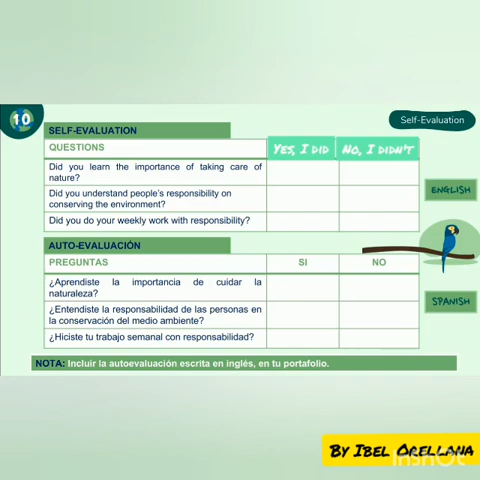 10
Self-Evaluation
SELF-EVALUATION
QUESTIONS YES, I DID NO, I DIDN'T
Did you learn the importance of taking care of
nature?
Did you understand people's responsibility on
conserving the environment?
Did you do your weekly work with responsibility?
ENGLISH
AUTO-EVALUACIÓN
PREGUNTAS SI NO
¿Aprendiste la importancia de cuidar la
naturaleza?
¿Entendiste la responsabilidad de las personas en
la conservación del medio ambiente?
¿Hiciste tu trabajo semanal con responsabilidad?
SPANISH
NOTA: Incluir la autoevaluación escrita en inglés, en tu portafolio.
BY IBEL ORELLANA
InShOt